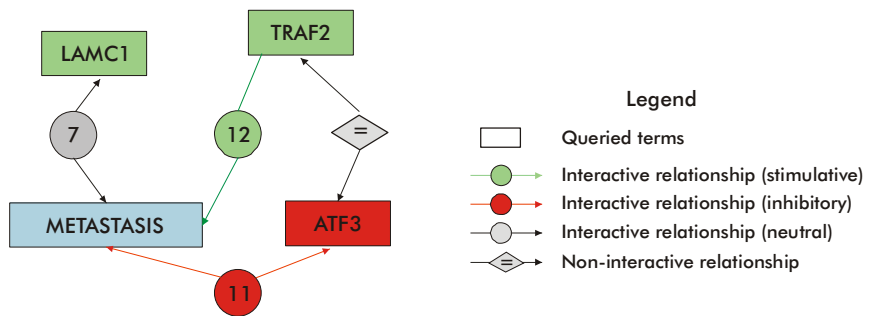 TRAF2
LAMC1
7
12
=
METASTASIS
ATF3
11
Legend
Queried terms
Interactive relationship (stimulative)
Interactive relationship (inhibitory)
Interactive relationship (neutral)
=
Non-interactive relationship